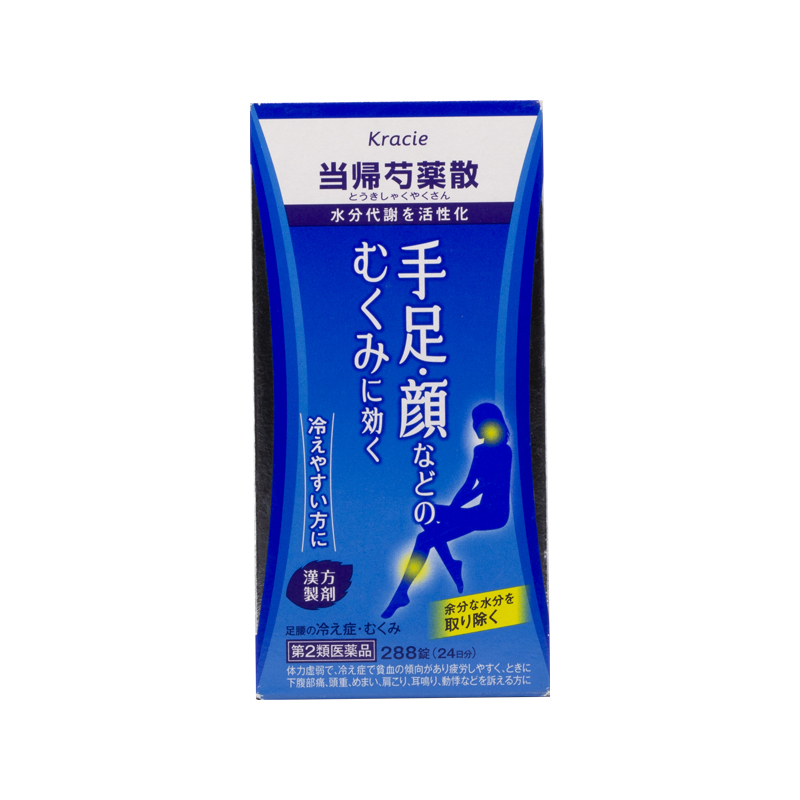 Kracie
当帰芍薬散
とうきしゃくやくさん
水分代謝を活性化
手足・顔などの
むくみに効く
冷えやすい方に
漢方
製剤
余分な水分を
取り除く
足腰の冷え症・むくみ
第2類医薬品 288錠(24日分)
体力虚弱で、冷え症で貧血の傾向があり疲労しやすく、ときに
下腹部痛、頭重、めまい、肩こり、耳鳴り、動悸などを訴える方に